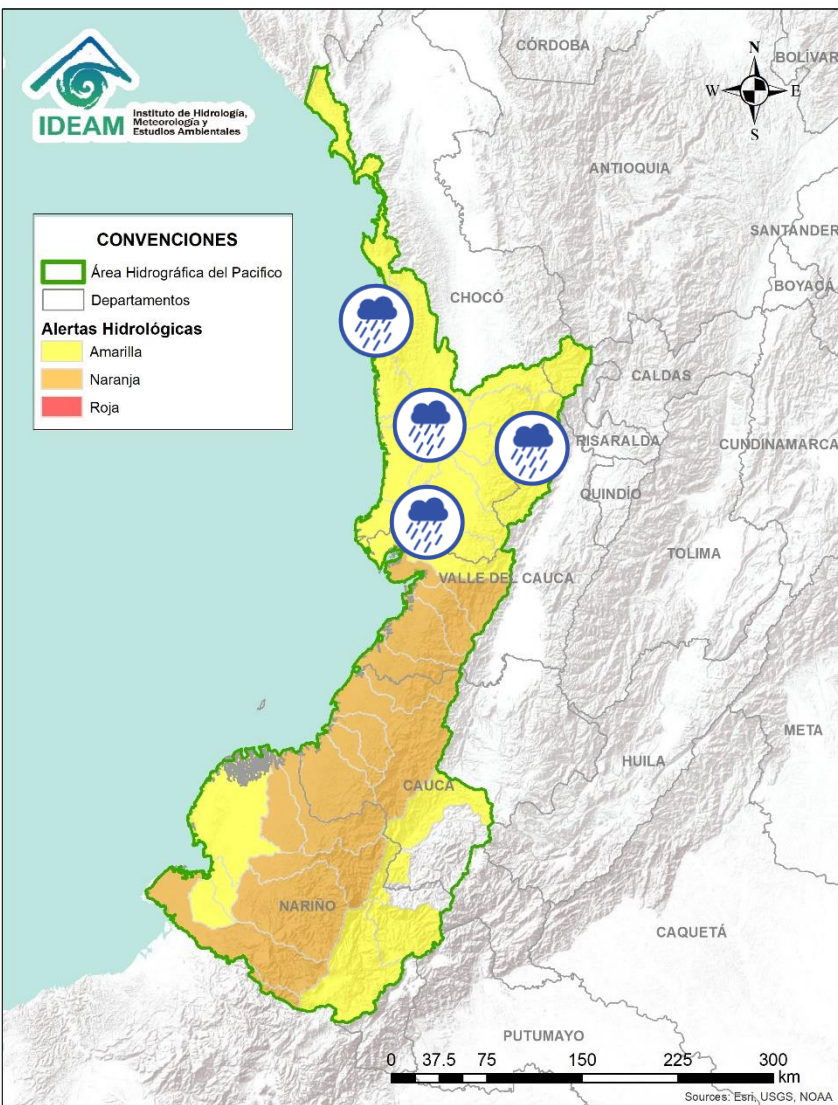 IDEAM
Instituto de Hidrología,
Meteorología y
Estudios Ambientales
CÓRDOBA
BOLÍVAR
N
W
E
S
ANTIOQUIA
SANTANDER
BOYACÁ
CONVENCIONES
Área Hidrográfica del Pacifico
Departamentos
Alertas Hidrológicas
Amarilla
Naranja
Roja
CHOCÓ
CALDAS
RISARALDA
CUNDINAMARCA
QUINDÍO
TOLIMA
VALLE DEL CAUCA
META
HUILA
CAUCA
NARIÑO
CAQUETÁ
PUTUMAYO
0 37.5 75 150 225 300
km
Sources: Esri, USGS, NOAA